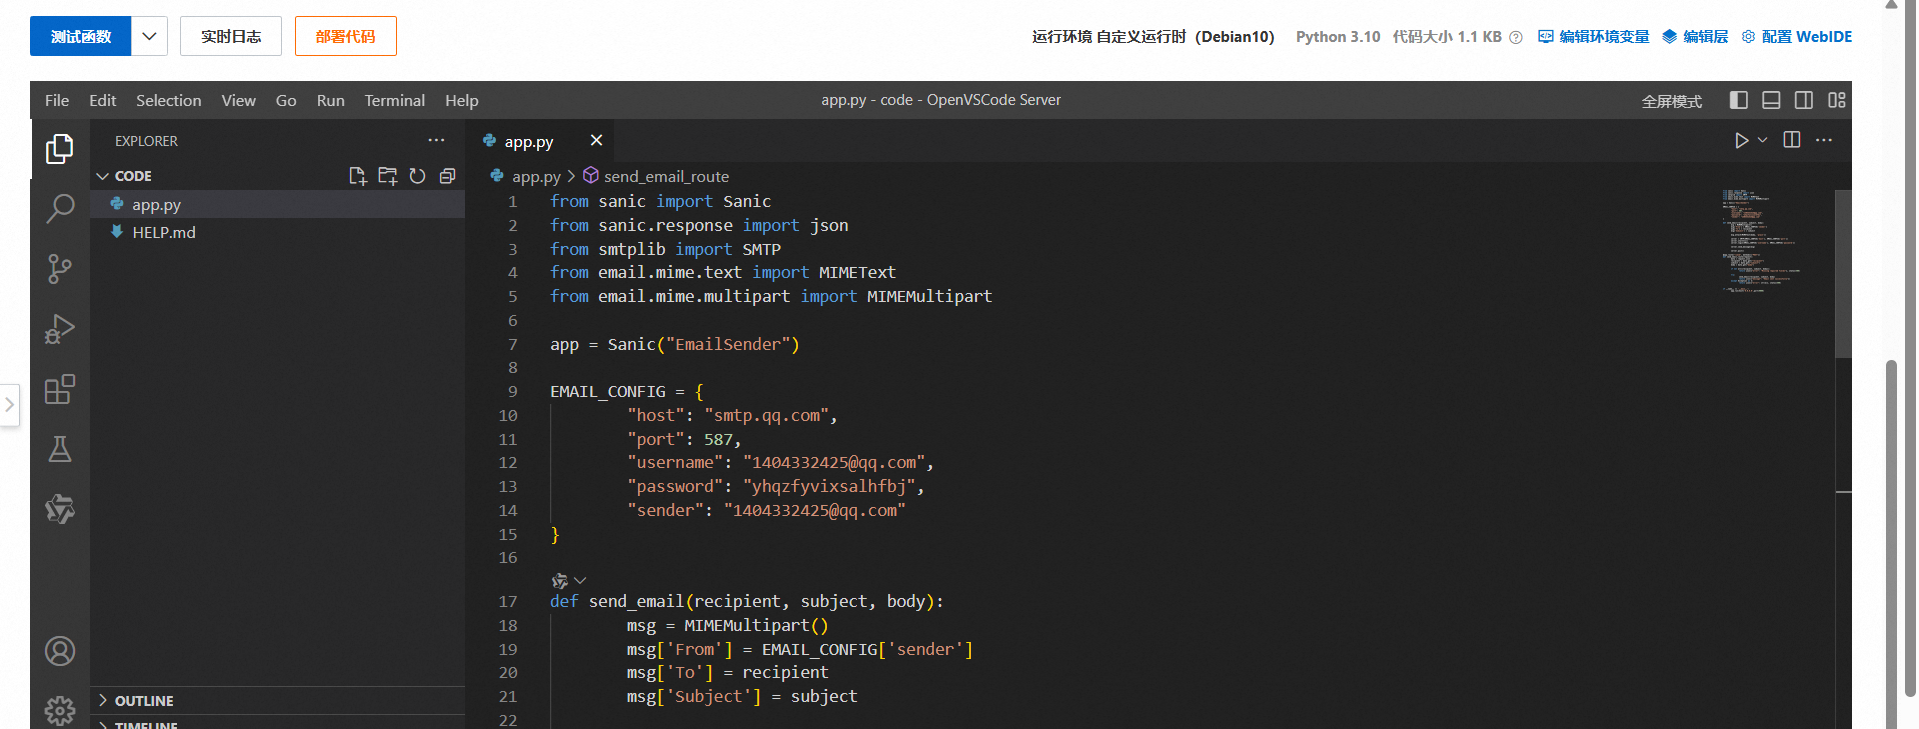 测试函数 实时日志 部署代码 运行环境 自定义运行时（Debian10） Python 3.10 代码大小 1.1 KB 编辑环境变量 编辑层 配置 WebIDE
File Edit Selection View Go Run Terminal Help app.py - code - OpenVSCode Server 全屏模式
EXPLORER
CODE
app.py
HELP.md
OUTLINE
TIMELINE
app.py
app.py > send_email_route
1 from sanic import Sanic
2 from sanic.response import json
3 from smtplib import SMTP
4 from email.mime.text import MIMEText
5 from email.mime.multipart import MIMEMultipart
6
7 app = Sanic("EmailSender")
8
9 EMAIL_CONFIG = {
10 "host": "smtp.qq.com",
11 "port": 587,
12 "username": "1404332425@qq.com",
13 "password": "yhqzfyvixsalhfbj",
14 "sender": "1404332425@qq.com"
15 }
16
17 def send_email(recipient, subject, body):
18 msg = MIMEMultipart()
19 msg['From'] = EMAIL_CONFIG['sender']
20 msg['To'] = recipient
21 msg['Subject'] = subject
22